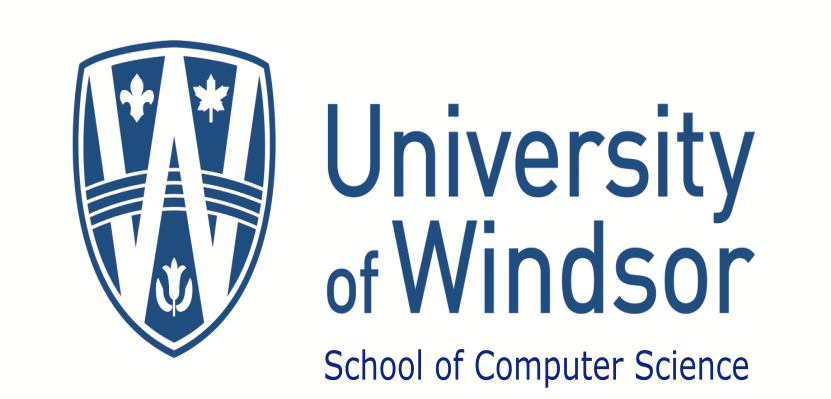 University
of Windsor
School of Computer Science